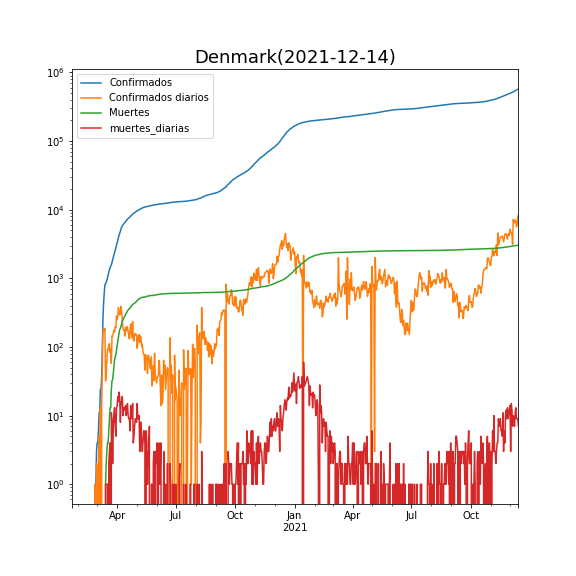 Denmark(2021-12-14)
Confirmados
Confirmados diarios
Muertes
muertes_diarias
10⁶
10⁵
10⁴
10³
10²
10¹
10⁰
Apr Jul Oct Jan Apr Jul Oct
2021